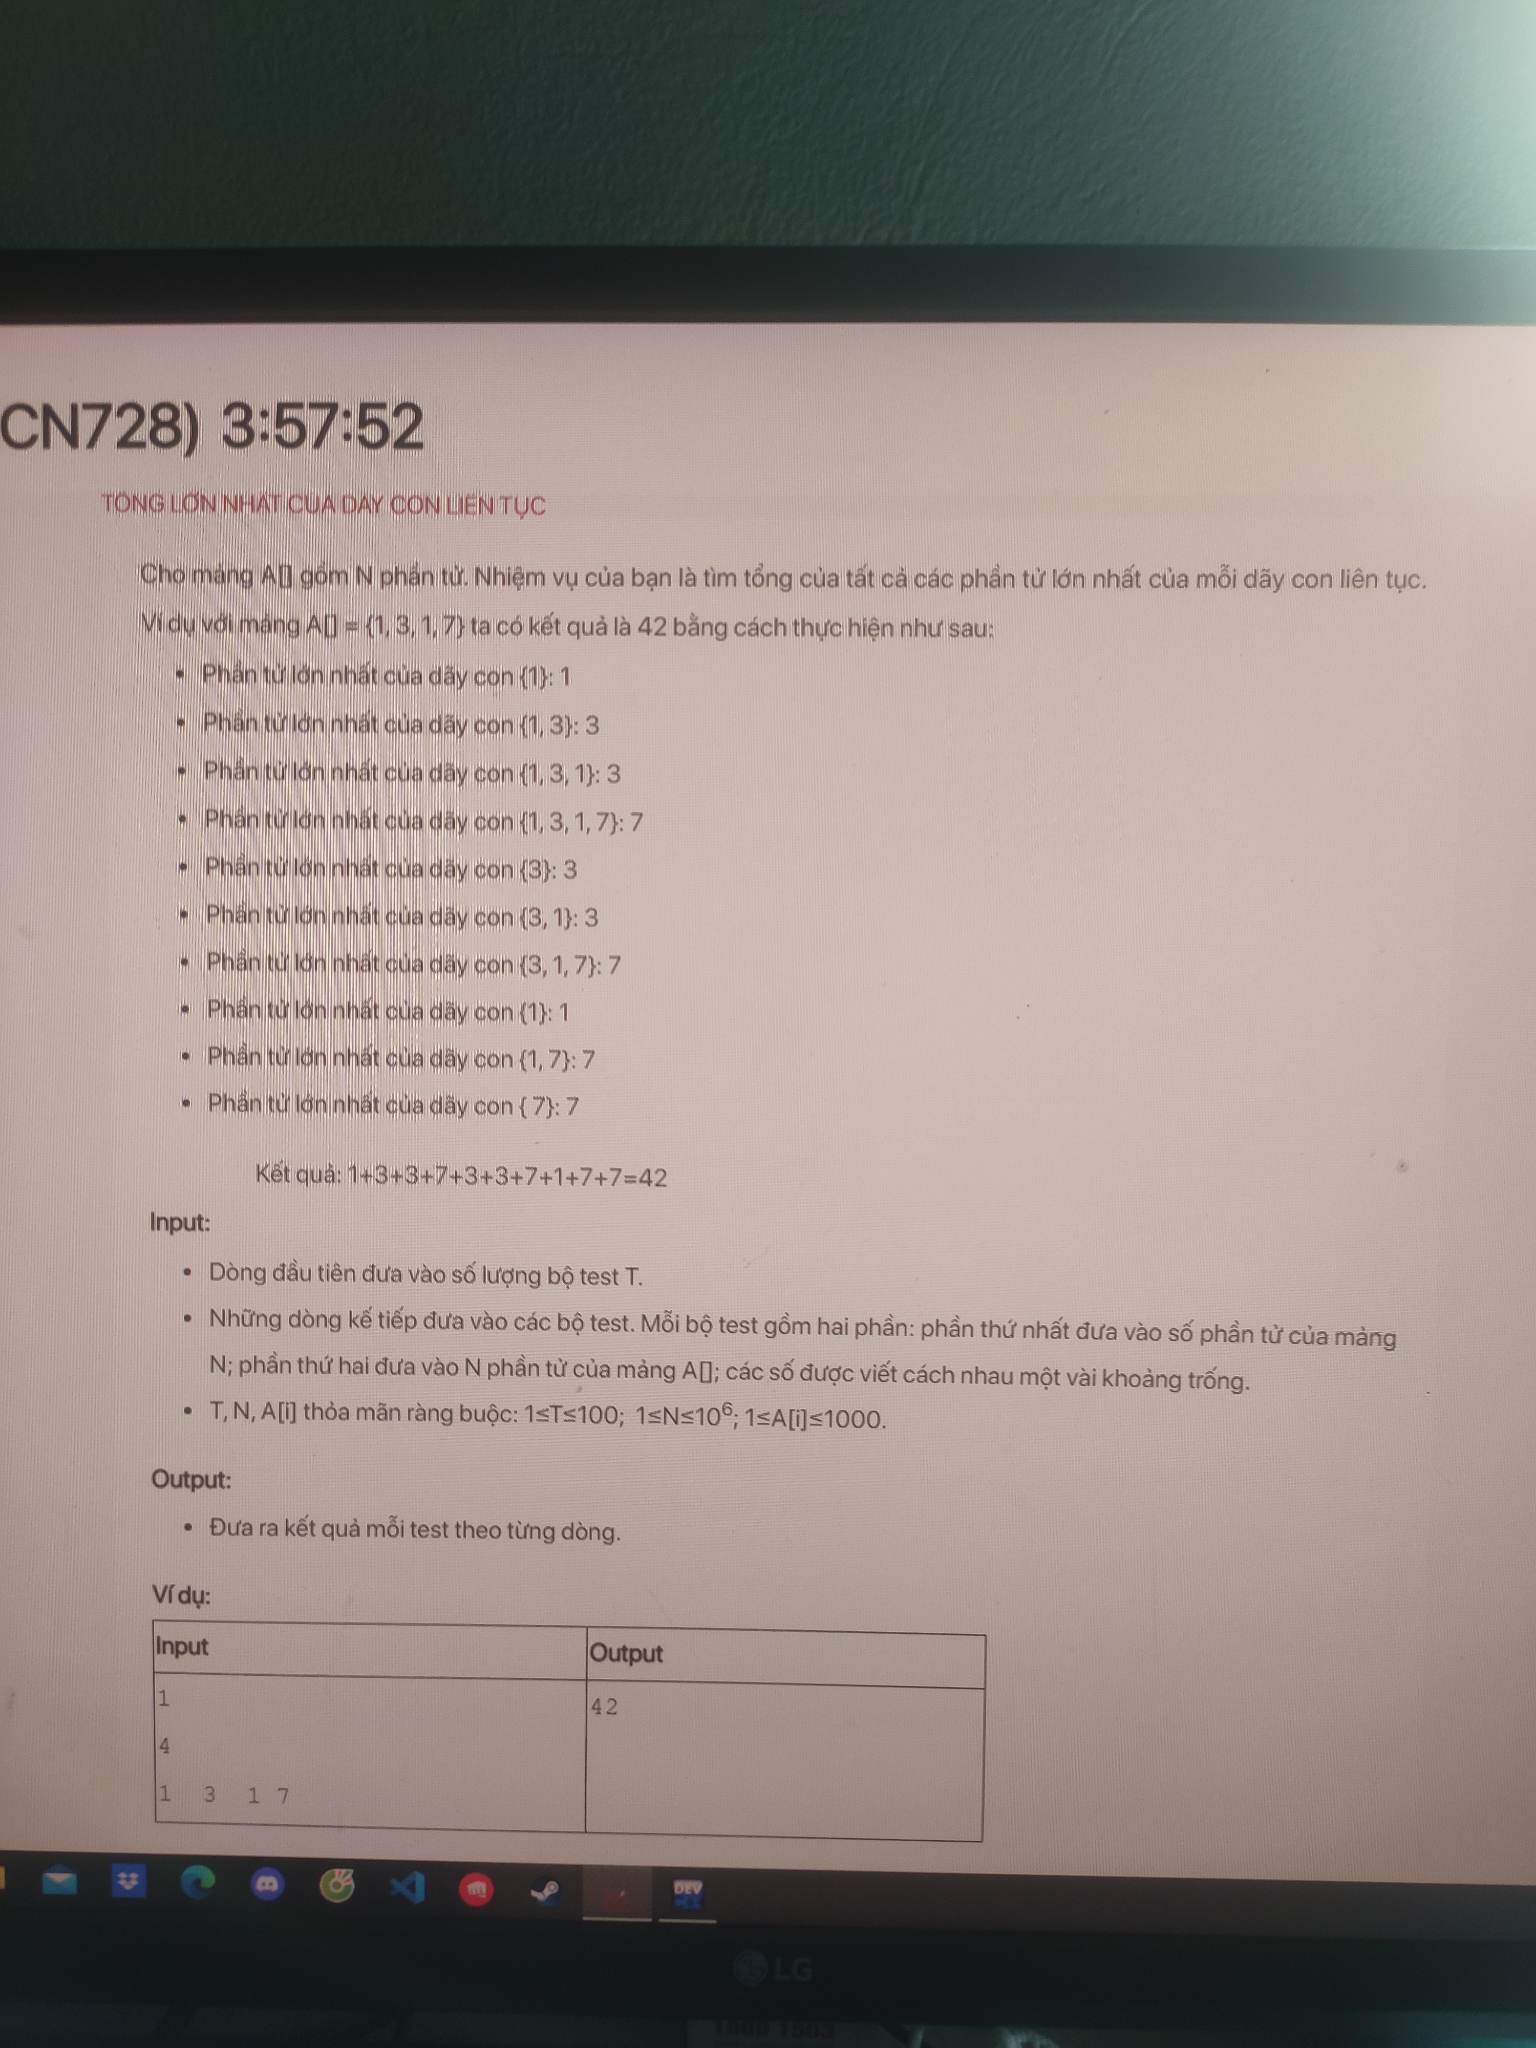 CN728) 3:57:52
TỔNG LỚN NHẤT CỦA DÃY CON LIÊN TỤC
Cho mảng A[] gồm N phần tử. Nhiệm vụ của bạn là tìm tổng của tất cả các phần tử lớn nhất của mỗi dãy con liên tục.
Ví dụ với mảng A[] = {1, 3, 1, 7} ta có kết quả là 42 bằng cách thực hiện như sau:
• Phần tử lớn nhất của dãy con {1}: 1
• Phần tử lớn nhất của dãy con {1, 3}: 3
• Phần tử lớn nhất của dãy con {1, 3, 1}: 3
• Phần tử lớn nhất của dãy con {1, 3, 1, 7}: 7
• Phần tử lớn nhất của dãy con {3}: 3
• Phần tử lớn nhất của dãy con {3, 1}: 3
• Phần tử lớn nhất của dãy con {3, 1, 7}: 7
• Phần tử lớn nhất của dãy con {1}: 1
• Phần tử lớn nhất của dãy con {1, 7}: 7
• Phần tử lớn nhất của dãy con { 7}: 7
Kết quả: 1+3+3+7+3+3+7+1+7+7=42
Input:
• Dòng đầu tiên đưa vào số lượng bộ test T.
• Những dòng kế tiếp đưa vào các bộ test. Mỗi bộ test gồm hai phần: phần thứ nhất đưa vào số phần tử của mảng
N; phần thứ hai đưa vào N phần tử của mảng A[]; các số được viết cách nhau một vài khoảng trống.
• T, N, A[i] thỏa mãn ràng buộc: 1≤T≤100; 1≤N≤10⁶; 1≤A[i]≤1000.
Output:
• Đưa ra kết quả mỗi test theo từng dòng.
Ví dụ:
Input Output
1 42
4
1 3 1 7
DEV
LG